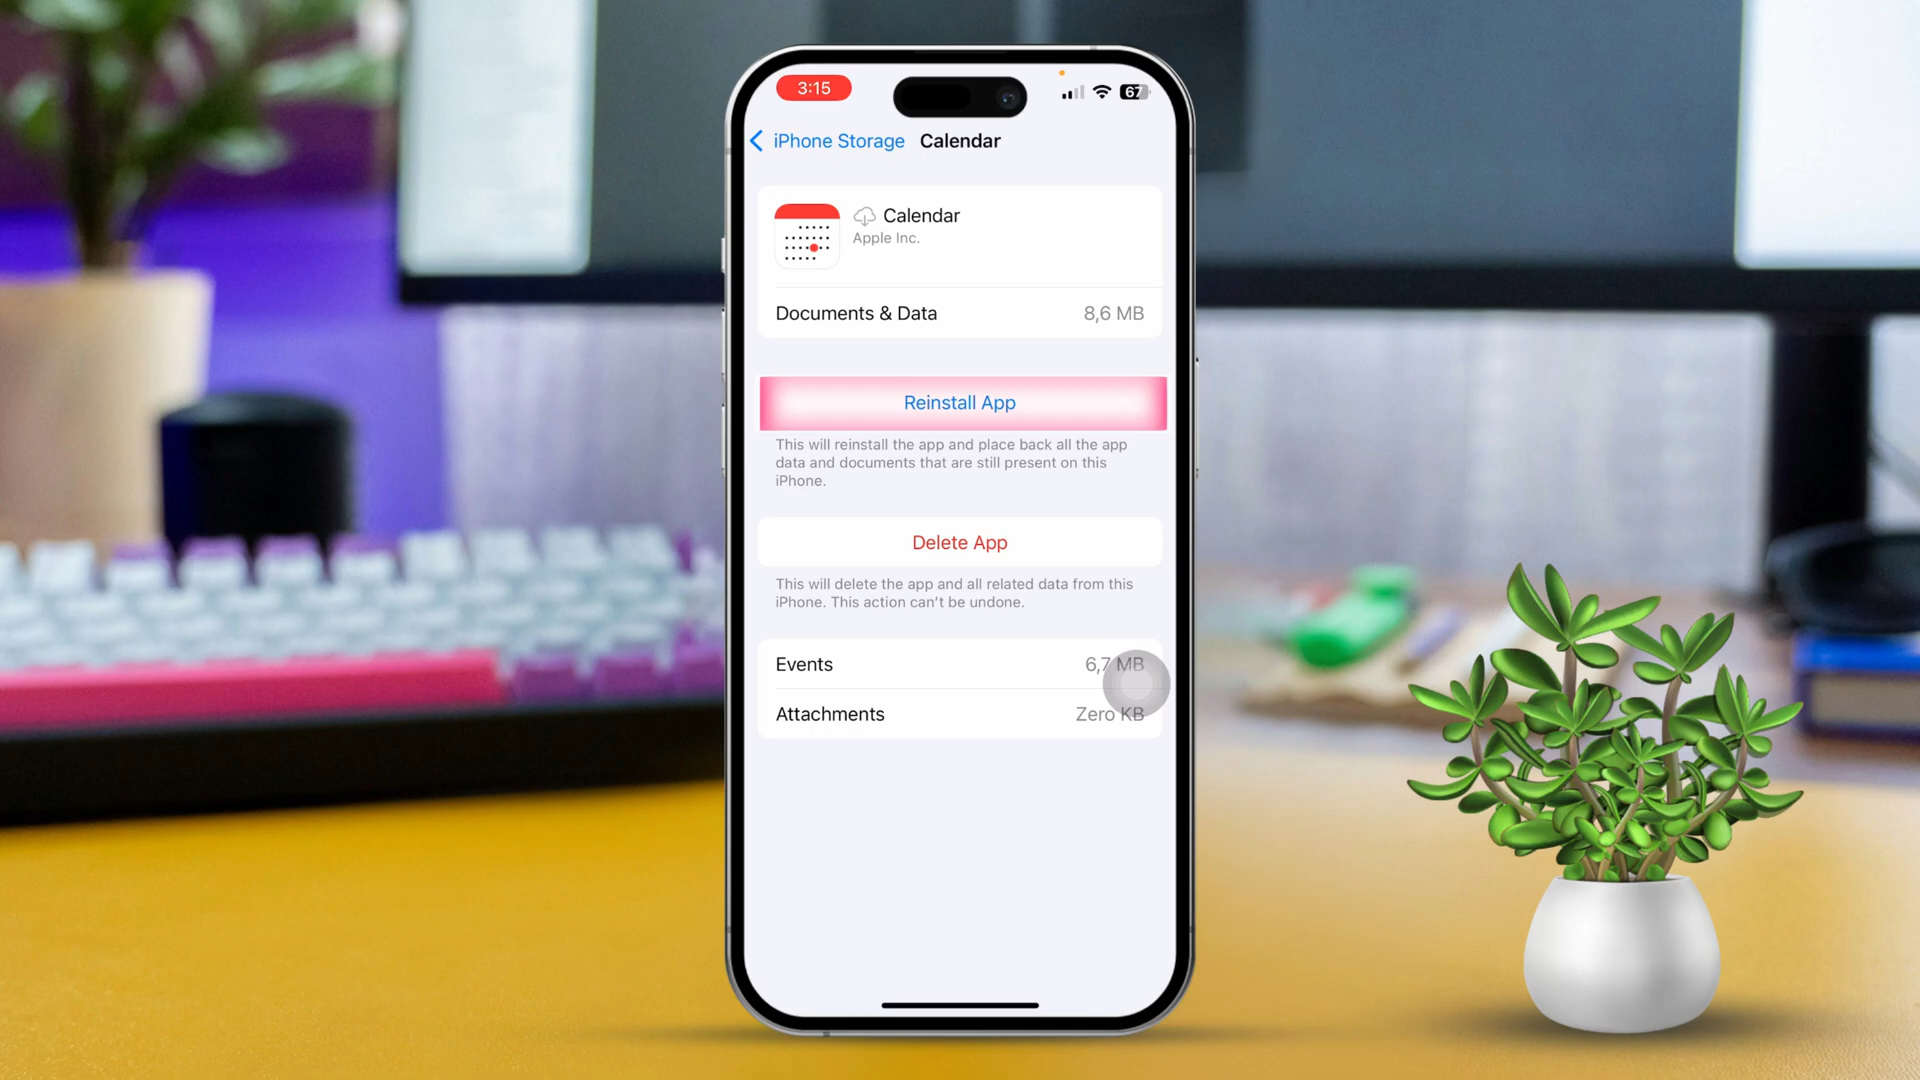 3:15
67
iPhone Storage Calendar
Calendar
Apple Inc.
Documents & Data 8,6 MB
Reinstall App
This will reinstall the app and place back all the app
data and documents that are still present on this
iPhone.
Delete App
This will delete the app and all related data from this
iPhone. This action can't be undone.
Events 6,7 MB
Attachments Zero KB